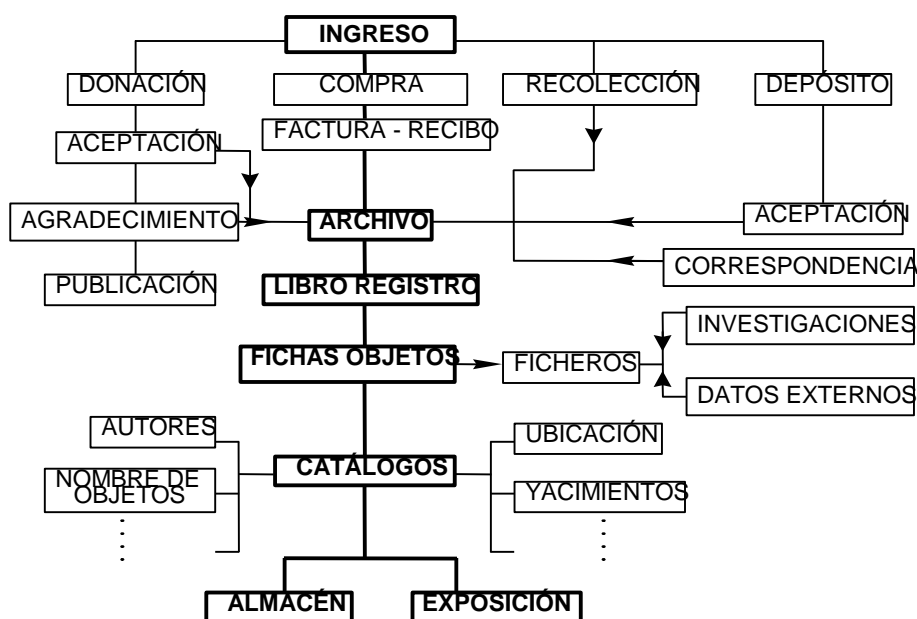 INGRESO
DONACIÓN
COMPRA
RECOLECCIÓN
DEPÓSITO
ACEPTACIÓN
FACTURA - RECIBO
AGRADECIMIENTO
ARCHIVO
ACEPTACIÓN
PUBLICACIÓN
LIBRO REGISTRO
CORRESPONDENCIA
FICHAS OBJETOS
FICHEROS
INVESTIGACIONES
DATOS EXTERNOS
AUTORES
UBICACIÓN
CATÁLOGOS
NOMBRE DE
OBJETOS
YACIMIENTOS
ALMACÉN
EXPOSICIÓN